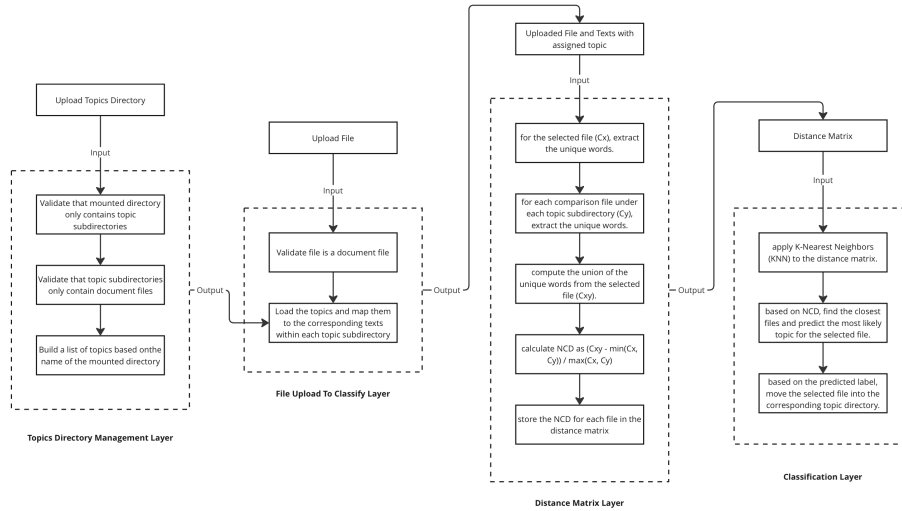 Upload Topics Directory
Input
Validate that mounted directory
only contains topic
subdirectories
Validate that topic subdirectories
only contain document files
Build a list of topics based onthe
name of the mounted directory
Topics Directory Management Layer
Output
Upload File
Input
Validate file is a document file
Load the topics and map them
to the corresponding texts
within each topic subdirectory
File Upload To Classify Layer
Output
Uploaded File and Texts with
assigned topic
Input
for the selected file (Cx), extract
the unique words.
for each comparison file under
each topic subdirectory (Cy),
extract the unique words.
compute the union of the
unique words from the selected
file (Cxy).
calculate NCD as (Cxy - min(Cx,
Cy)) / max(Cx, Cy)
store the NCD for each file in the
distance matrix
Distance Matrix Layer
Output
Distance Matrix
Input
apply K-Nearest Neighbors
(KNN) to the distance matrix.
based on NCD, find the closest
files and predict the most likely
topic for the selected file.
based on the predicted label,
move the selected file into the
corresponding topic directory.
Classification Layer